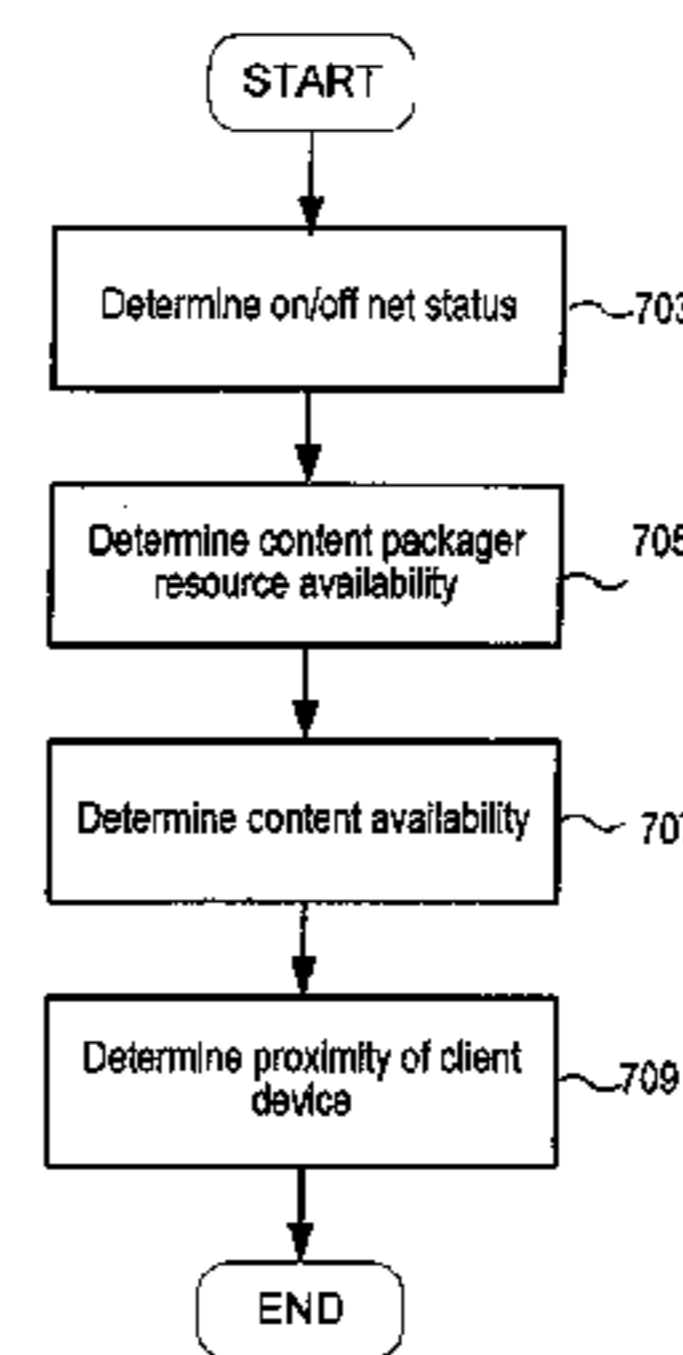 START
Determine on/off net status
703
Determine content packager
resource availability
705
Determine content availability
707
Determine proximity of client
device
709
END